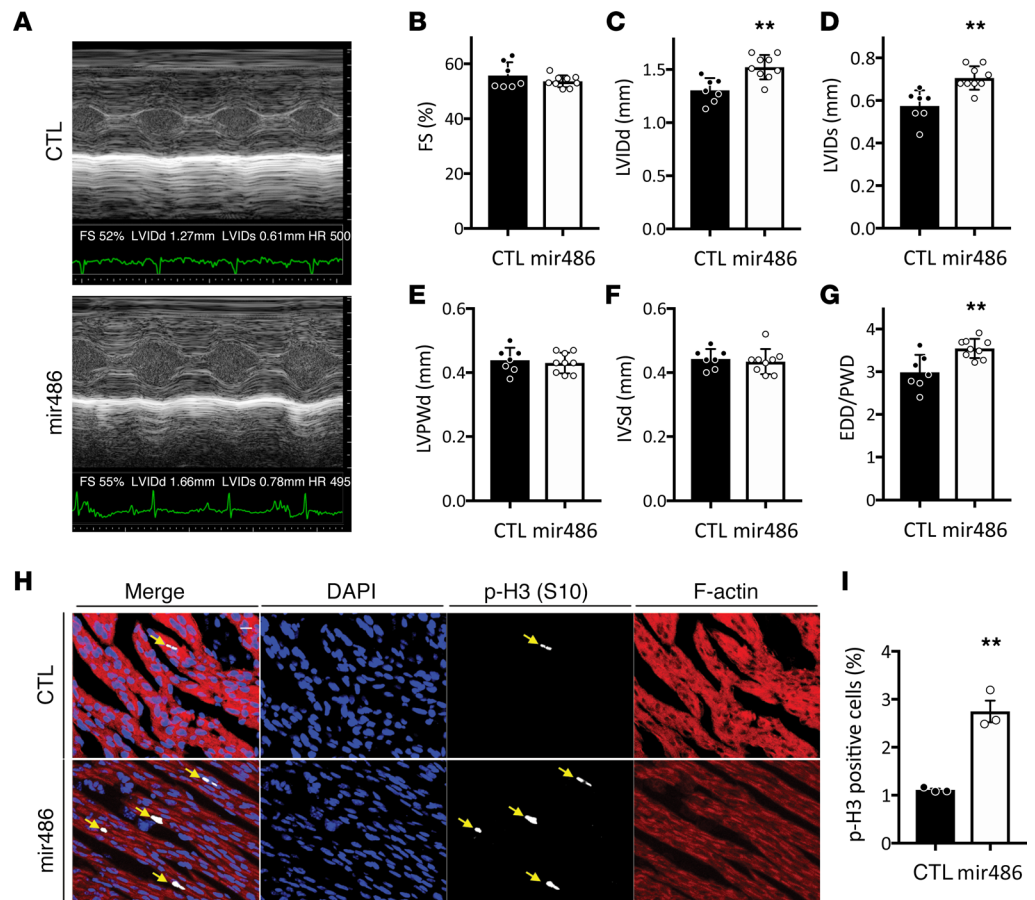 A
CTL
FS 52% LVIDd 1.27mm LVIDs 0.61mm HR 500
mir486
FS 55% LVIDd 1.66mm LVIDs 0.78mm HR 495
B
FS (%)
60
40
20
0
CTL mir486
C
**
LVIDd (mm)
1.5
1.0
0.5
0.0
CTL mir486
D
**
LVIDs (mm)
0.8
0.6
0.4
0.2
0.0
CTL mir486
E
LVPWd (mm)
0.6
0.4
0.2
0.0
CTL mir486
F
IVSd (mm)
0.6
0.4
0.2
0.0
CTL mir486
G
**
EDD/PWD
4
3
2
1
0
CTL mir486
H
Merge
DAPI
p-H3 (S10)
F-actin
CTL
mir486
I
**
p-H3 positive cells (%)
4
3
2
1
0
CTL mir486